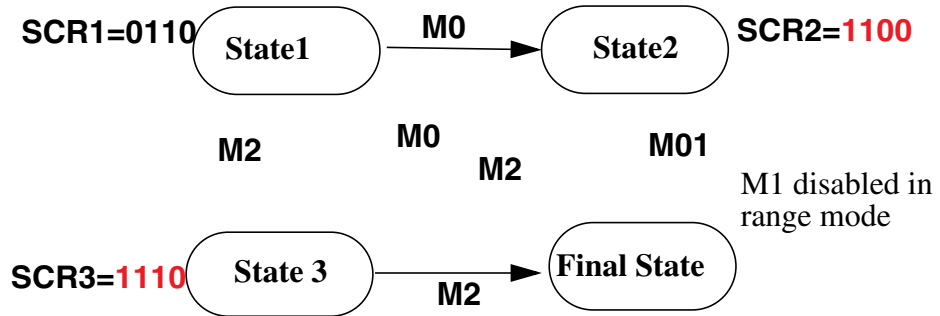 M0
SCR1=0110 State1 State2 SCR2=1100
M0
M2 M01
M2
M1 disabled in
range mode
SCR3=1110 State 3 Final State
M2